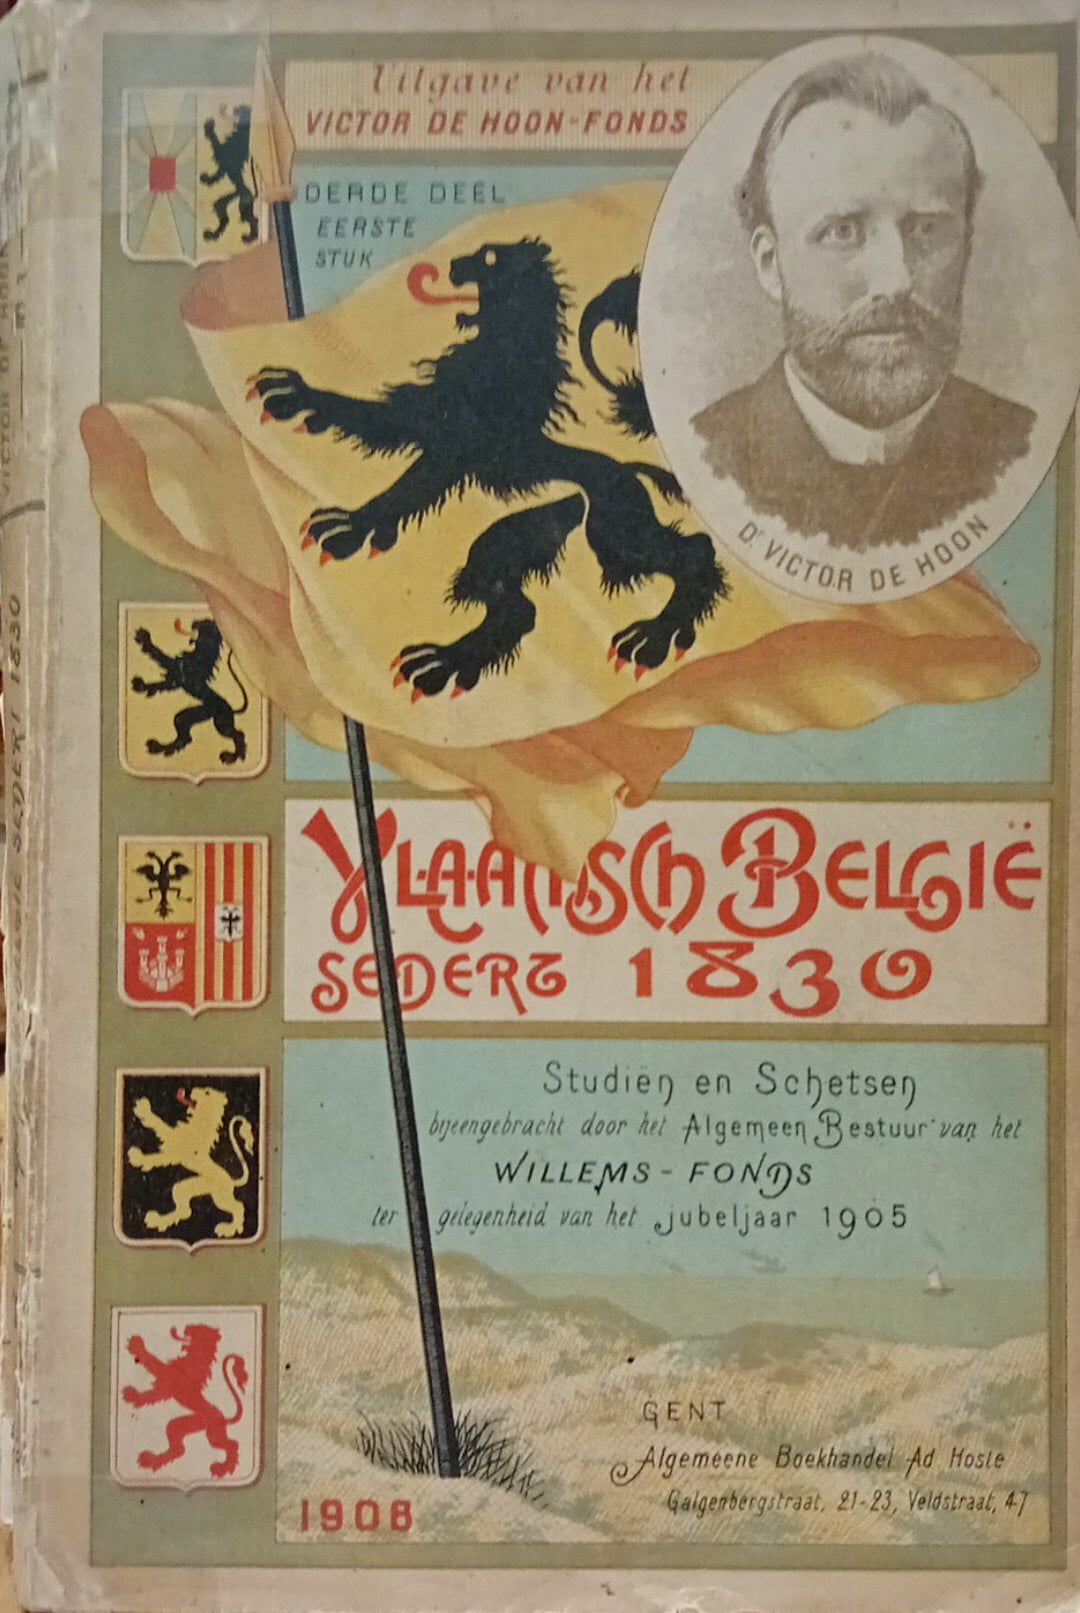 Uitgave van het
VICTOR DE HOON-FONDS
DERDE DEEL
EERSTE
STUK
Dr VICTOR DE HOON
VLAAMSCH BELGIË
SEDERT 1830
Studiën en Schetsen
bijeengebracht door het Algemeen Bestuur van het
WILLEMS-FONDS
ter gelegenheid van het jubeljaar 1905
GENT
Algemeene Boekhandel Ad Hoste
Galgenbergstraat, 21-23, Veldstraat, 47
1908
SEDERT 1830